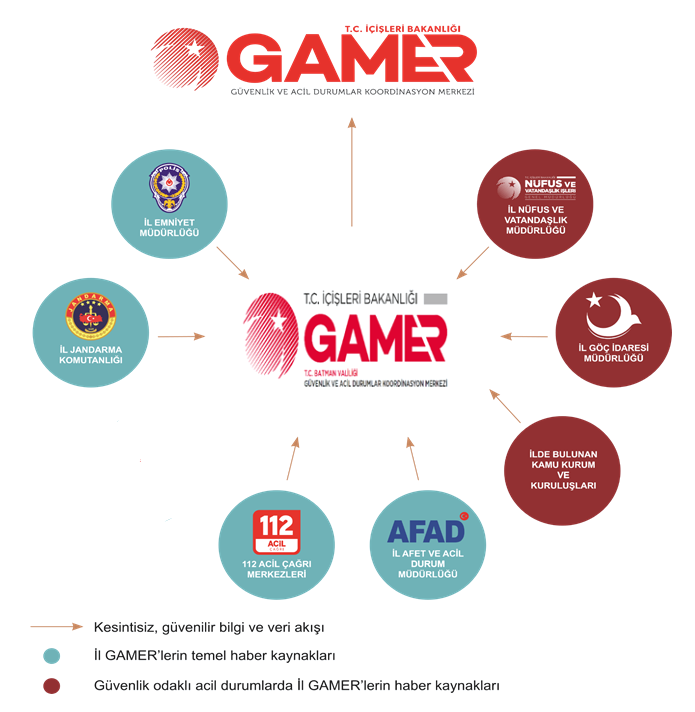 T.C. İÇİŞLERİ BAKANLIĞI
GAMER
GÜVENLİK VE ACİL DURUMLAR KOORDİNASYON MERKEZİ
POLİS
İL EMNİYET
MÜDÜRLÜĞÜ
NÜFUS VE
VATANDAŞLIK İŞLERİ
GENEL MÜDÜRLÜĞÜ
İL NÜFUS VE
VATANDAŞLIK
MÜDÜRLÜĞÜ
JANDARMA
İL JANDARMA
KOMUTANLIĞI
T.C. İÇİŞLERİ BAKANLIĞI
GAMER
T.C. BATMAN VALİLİĞİ
GÜVENLİK VE ACİL DURUMLAR KOORDİNASYON MERKEZİ
İL GÖÇ İDARESİ
MÜDÜRLÜĞÜ
İLDE BULUNAN
KAMU KURUM
VE
KURULUŞLARI
112
ACİL
ÇAĞRI
112 ACİL ÇAĞRI
MERKEZLERİ
AFAD
İL AFET VE ACİL
DURUM
MÜDÜRLÜĞÜ
Kesintisiz, güvenilir bilgi ve veri akışı
İl GAMER’lerin temel haber kaynakları
Güvenlik odaklı acil durumlarda İl GAMER’lerin haber kaynakları